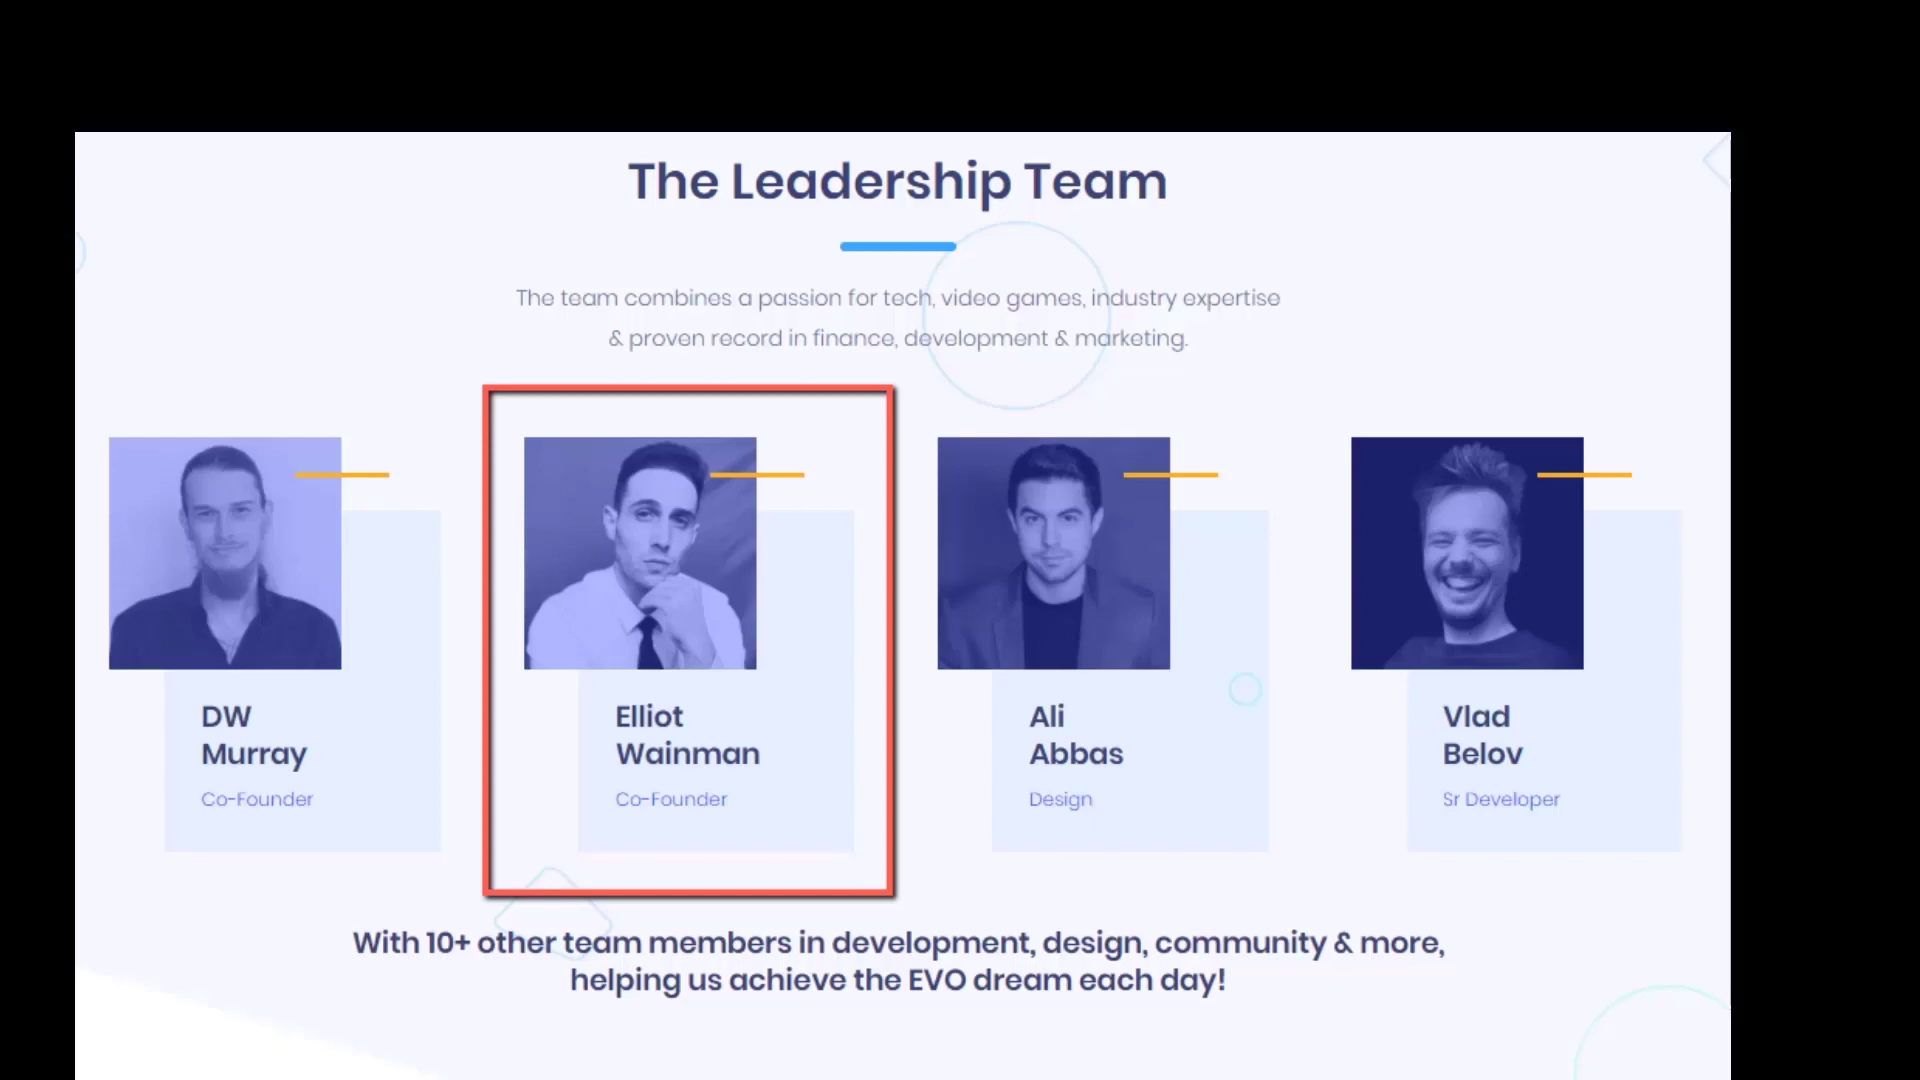 The Leadership Team
The team combines a passion for tech, video games, industry expertise
& proven record in finance, development & marketing.
DW
Murray
Co-Founder
Elliot
Wainman
Co-Founder
Ali
Abbas
Design
Vlad
Belov
Sr Developer
With 10+ other team members in development, design, community & more,
helping us achieve the EVO dream each day!